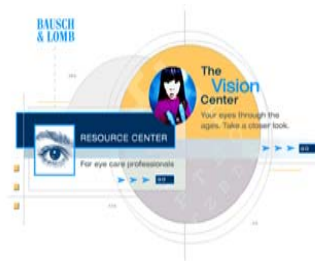 BAUSCH
& LOMB
The
Vision
Center
Your eyes through the
ages. Take a closer look.
RESOURCE CENTER
For eye care professionals
GO
GO